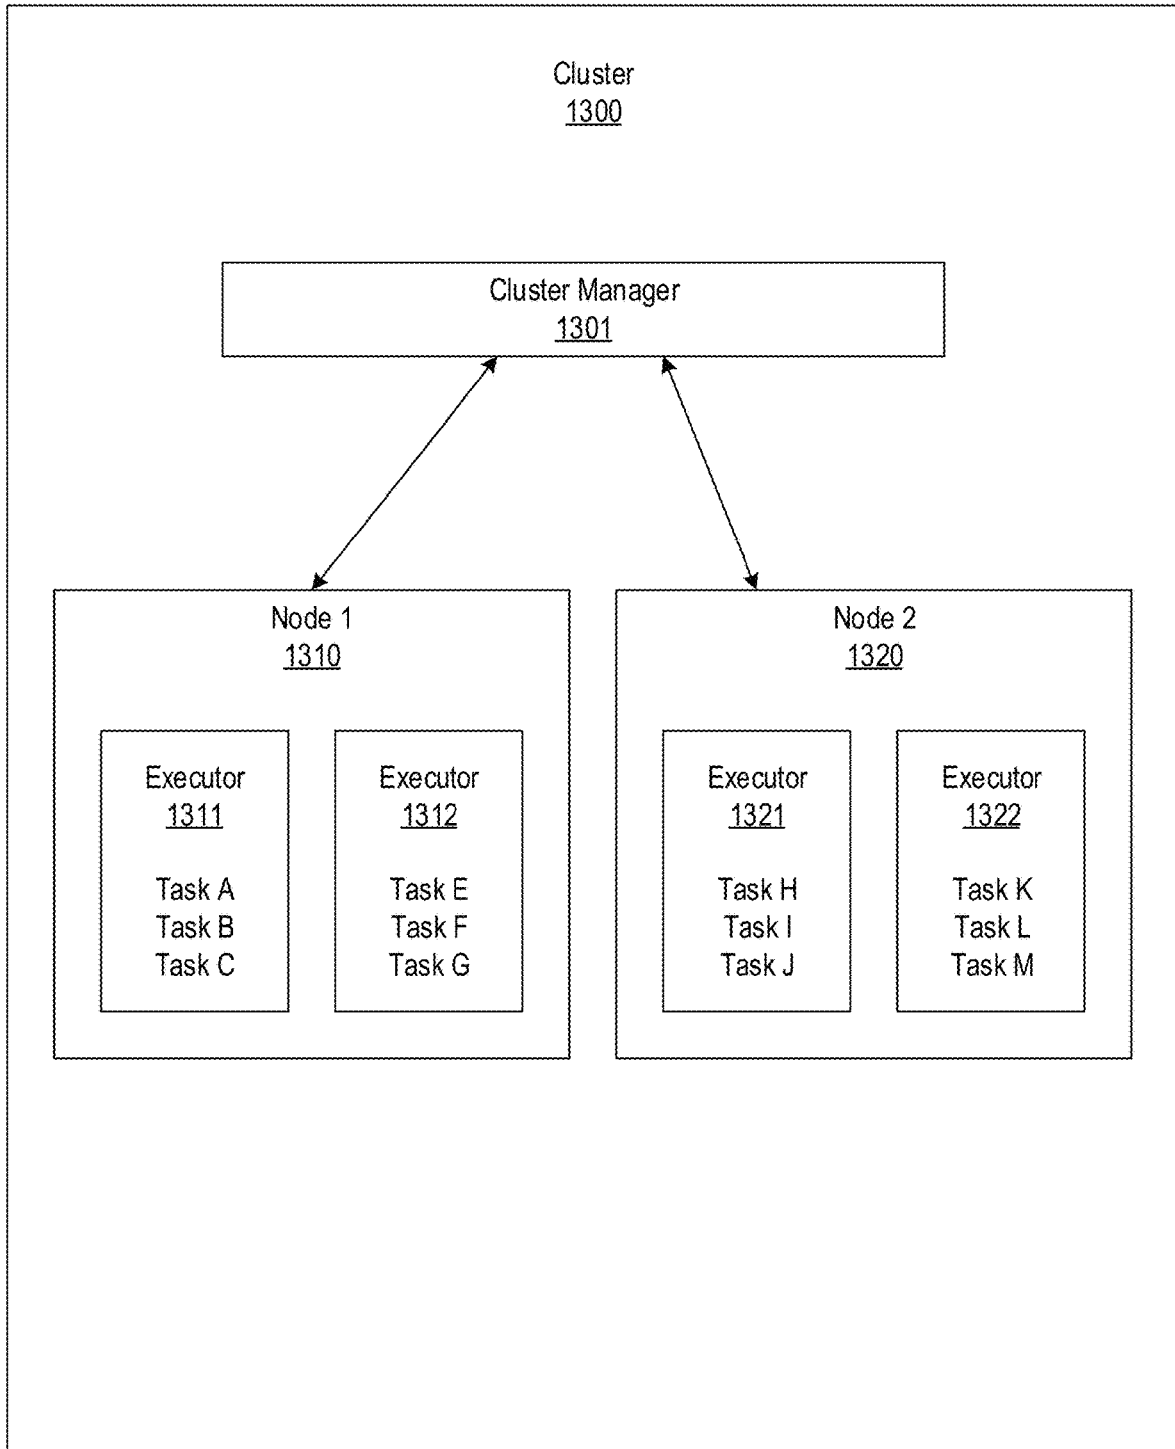 Cluster
1300
Cluster Manager
1301
Node 1
1310
Executor
1311
Task A
Task B
Task C
Executor
1312
Task E
Task F
Task G
Node 2
1320
Executor
1321
Task H
Task I
Task J
Executor
1322
Task K
Task L
Task M